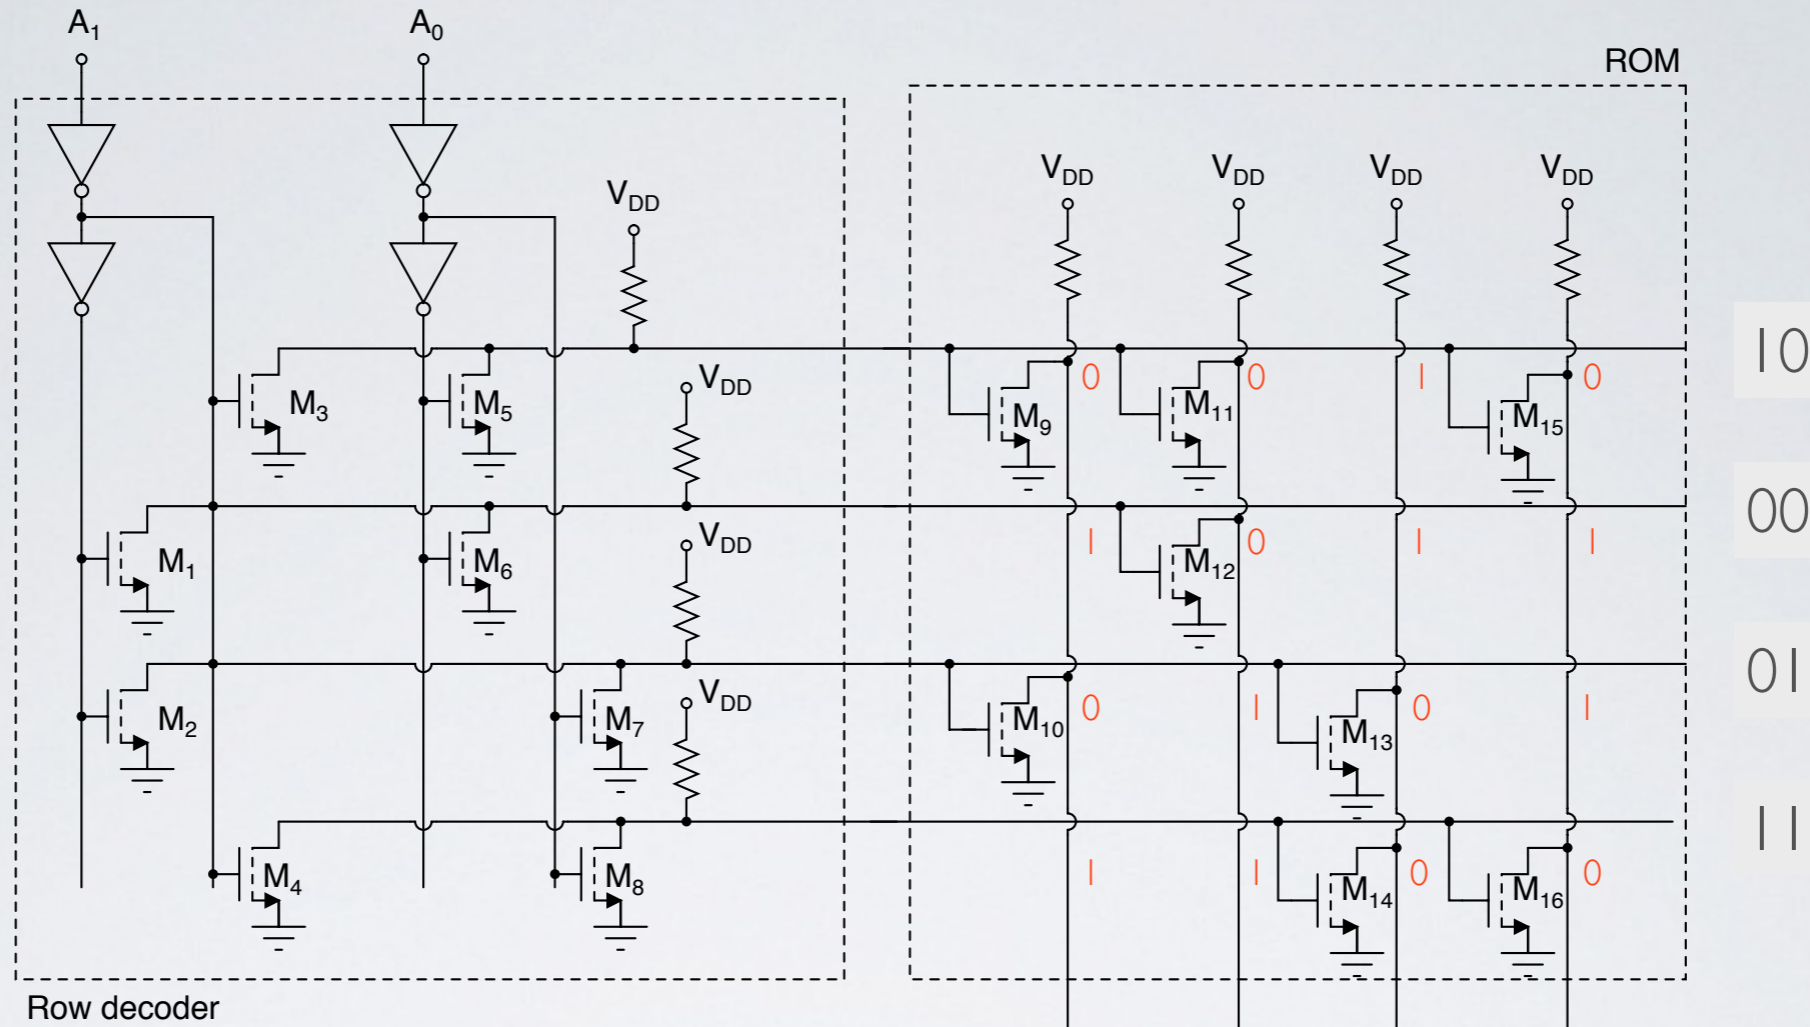 A1 A0
ROM
VDD VDD VDD VDD
VDD
10
0 0 1 0
VDD
M3 M5 M9 M11 M15
00
1 0 1 1
VDD
M1 M6 M12
01
VDD
0 1 0 1
M2 M7 M10 M13
11
1 1 0 0
M4 M8 M14 M16
Row decoder